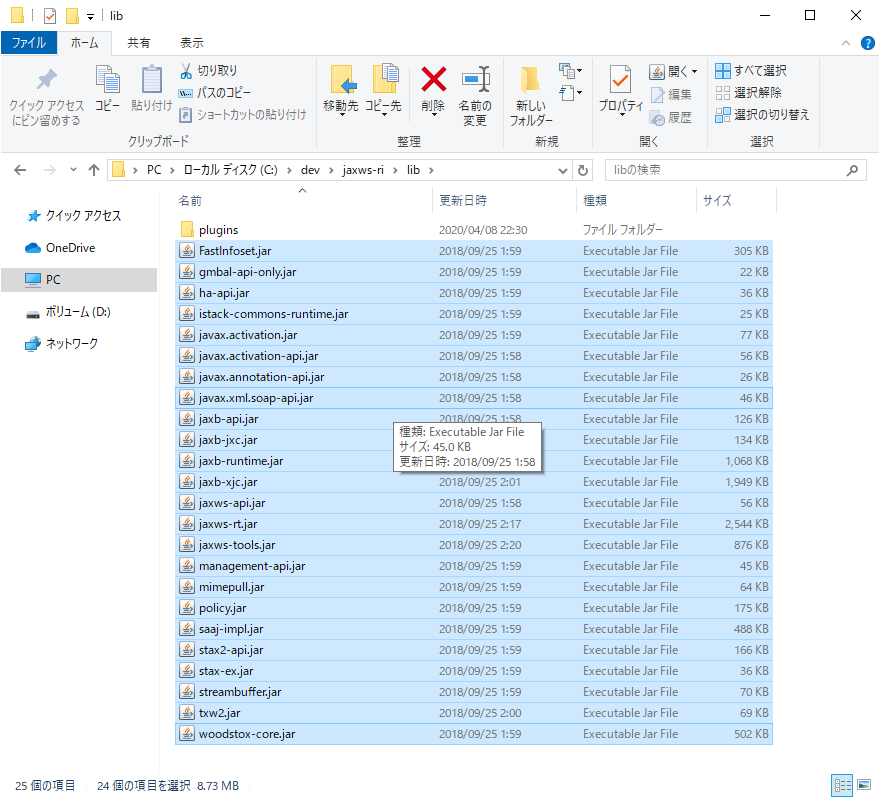 lib
ファイル ホーム 共有 表示
クイック アクセス
にピン留めする
コピー
貼り付け
切り取り
パスのコピー
ショートカットの貼り付け
クリップボード
移動先
コピー先
削除
名前の
変更
整理
新しい
フォルダー
新規
プロパティ
開く
編集
履歴
開く
すべて選択
選択解除
選択の切り替え
選択
PC › ローカル ディスク (C:) › dev › jaxws-ri › lib ›
libの検索
クイック アクセス
OneDrive
PC
ボリューム (D:)
ネットワーク
名前 更新日時 種類 サイズ
plugins 2020/04/08 22:30 ファイル フォルダー
FastInfoset.jar 2018/09/25 1:59 Executable Jar File 305 KB
gmbal-api-only.jar 2018/09/25 1:59 Executable Jar File 22 KB
ha-api.jar 2018/09/25 1:59 Executable Jar File 36 KB
istack-commons-runtime.jar 2018/09/25 1:59 Executable Jar File 25 KB
javax.activation.jar 2018/09/25 1:59 Executable Jar File 77 KB
javax.activation-api.jar 2018/09/25 1:58 Executable Jar File 56 KB
javax.annotation-api.jar 2018/09/25 1:58 Executable Jar File 26 KB
javax.xml.soap-api.jar 2018/09/25 1:58 Executable Jar File 46 KB
jaxb-api.jar 2018/09/25 1:58 Executable Jar File 126 KB
jaxb-jxc.jar Executable Jar File 134 KB
jaxb-runtime.jar Executable Jar File 1,068 KB
jaxb-xjc.jar 2018/09/25 2:01 Executable Jar File 1,949 KB
jaxws-api.jar 2018/09/25 1:58 Executable Jar File 56 KB
jaxws-rt.jar 2018/09/25 2:17 Executable Jar File 2,544 KB
jaxws-tools.jar 2018/09/25 2:20 Executable Jar File 876 KB
management-api.jar 2018/09/25 1:59 Executable Jar File 45 KB
mimepull.jar 2018/09/25 1:59 Executable Jar File 64 KB
policy.jar 2018/09/25 1:59 Executable Jar File 175 KB
saaj-impl.jar 2018/09/25 1:59 Executable Jar File 488 KB
stax2-api.jar 2018/09/25 1:59 Executable Jar File 166 KB
stax-ex.jar 2018/09/25 1:59 Executable Jar File 36 KB
streambuffer.jar 2018/09/25 1:59 Executable Jar File 70 KB
txw2.jar 2018/09/25 2:00 Executable Jar File 69 KB
woodstox-core.jar 2018/09/25 1:59 Executable Jar File 502 KB
種類: Executable Jar File
サイズ: 45.0 KB
更新日時: 2018/09/25 1:58
25 個の項目 24 個の項目を選択 8.73 MB